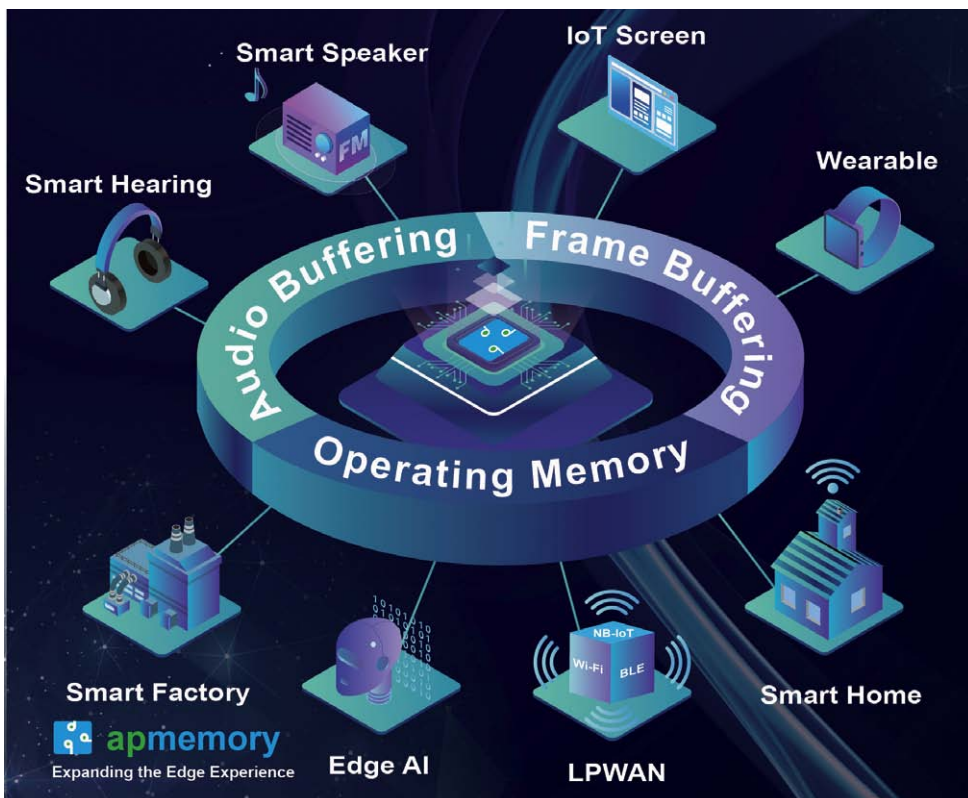 Smart Speaker
IoT Screen
Smart Hearing
Wearable
FM
Audio Buffering
Frame Buffering
Operating Memory
Smart Factory
Edge AI
NB-IoT
Wi-Fi
BLE
LPWAN
Smart Home
apmemory
Expanding the Edge Experience